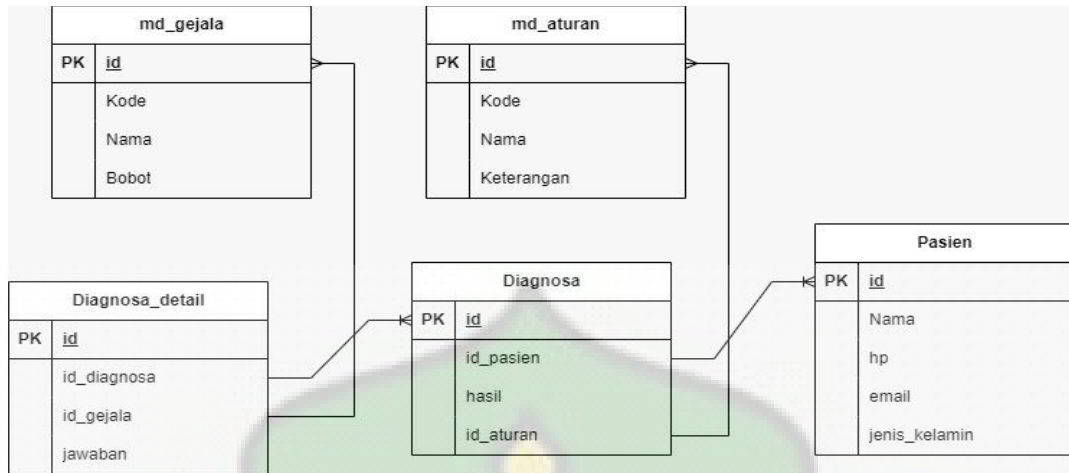 md_gejala
PK id
Kode
Nama
Bobot
md_aturan
PK id
Kode
Nama
Keterangan
Pasien
PK id
Nama
hp
email
jenis_kelamin
Diagnosa_detail
PK id
id_diagnosa
id_gejala
jawaban
Diagnosa
PK id
id_pasien
hasil
id_aturan